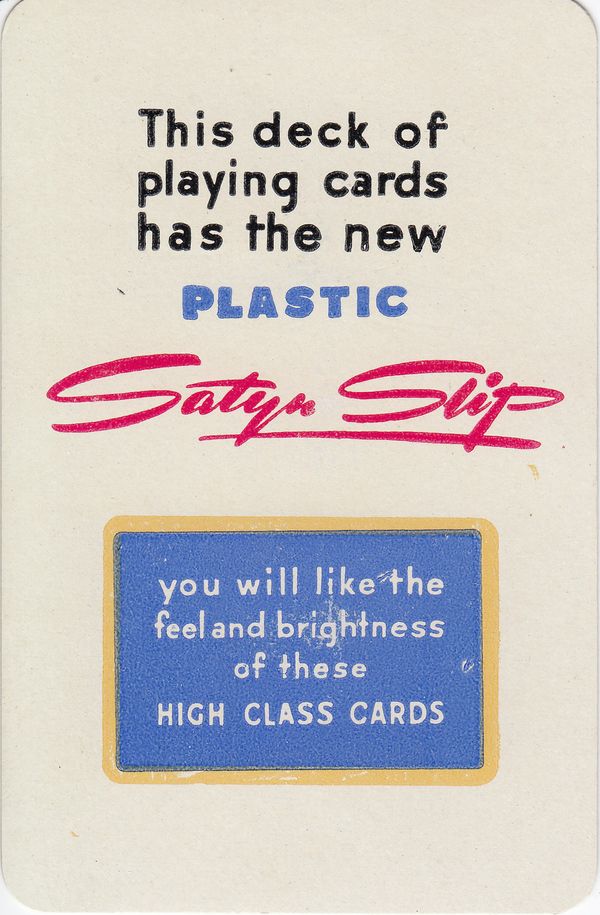 This deck of
playing cards
has the new
PLASTIC
Satyn Slip
you will like the
feel and brightness
of these
HIGH CLASS CARDS